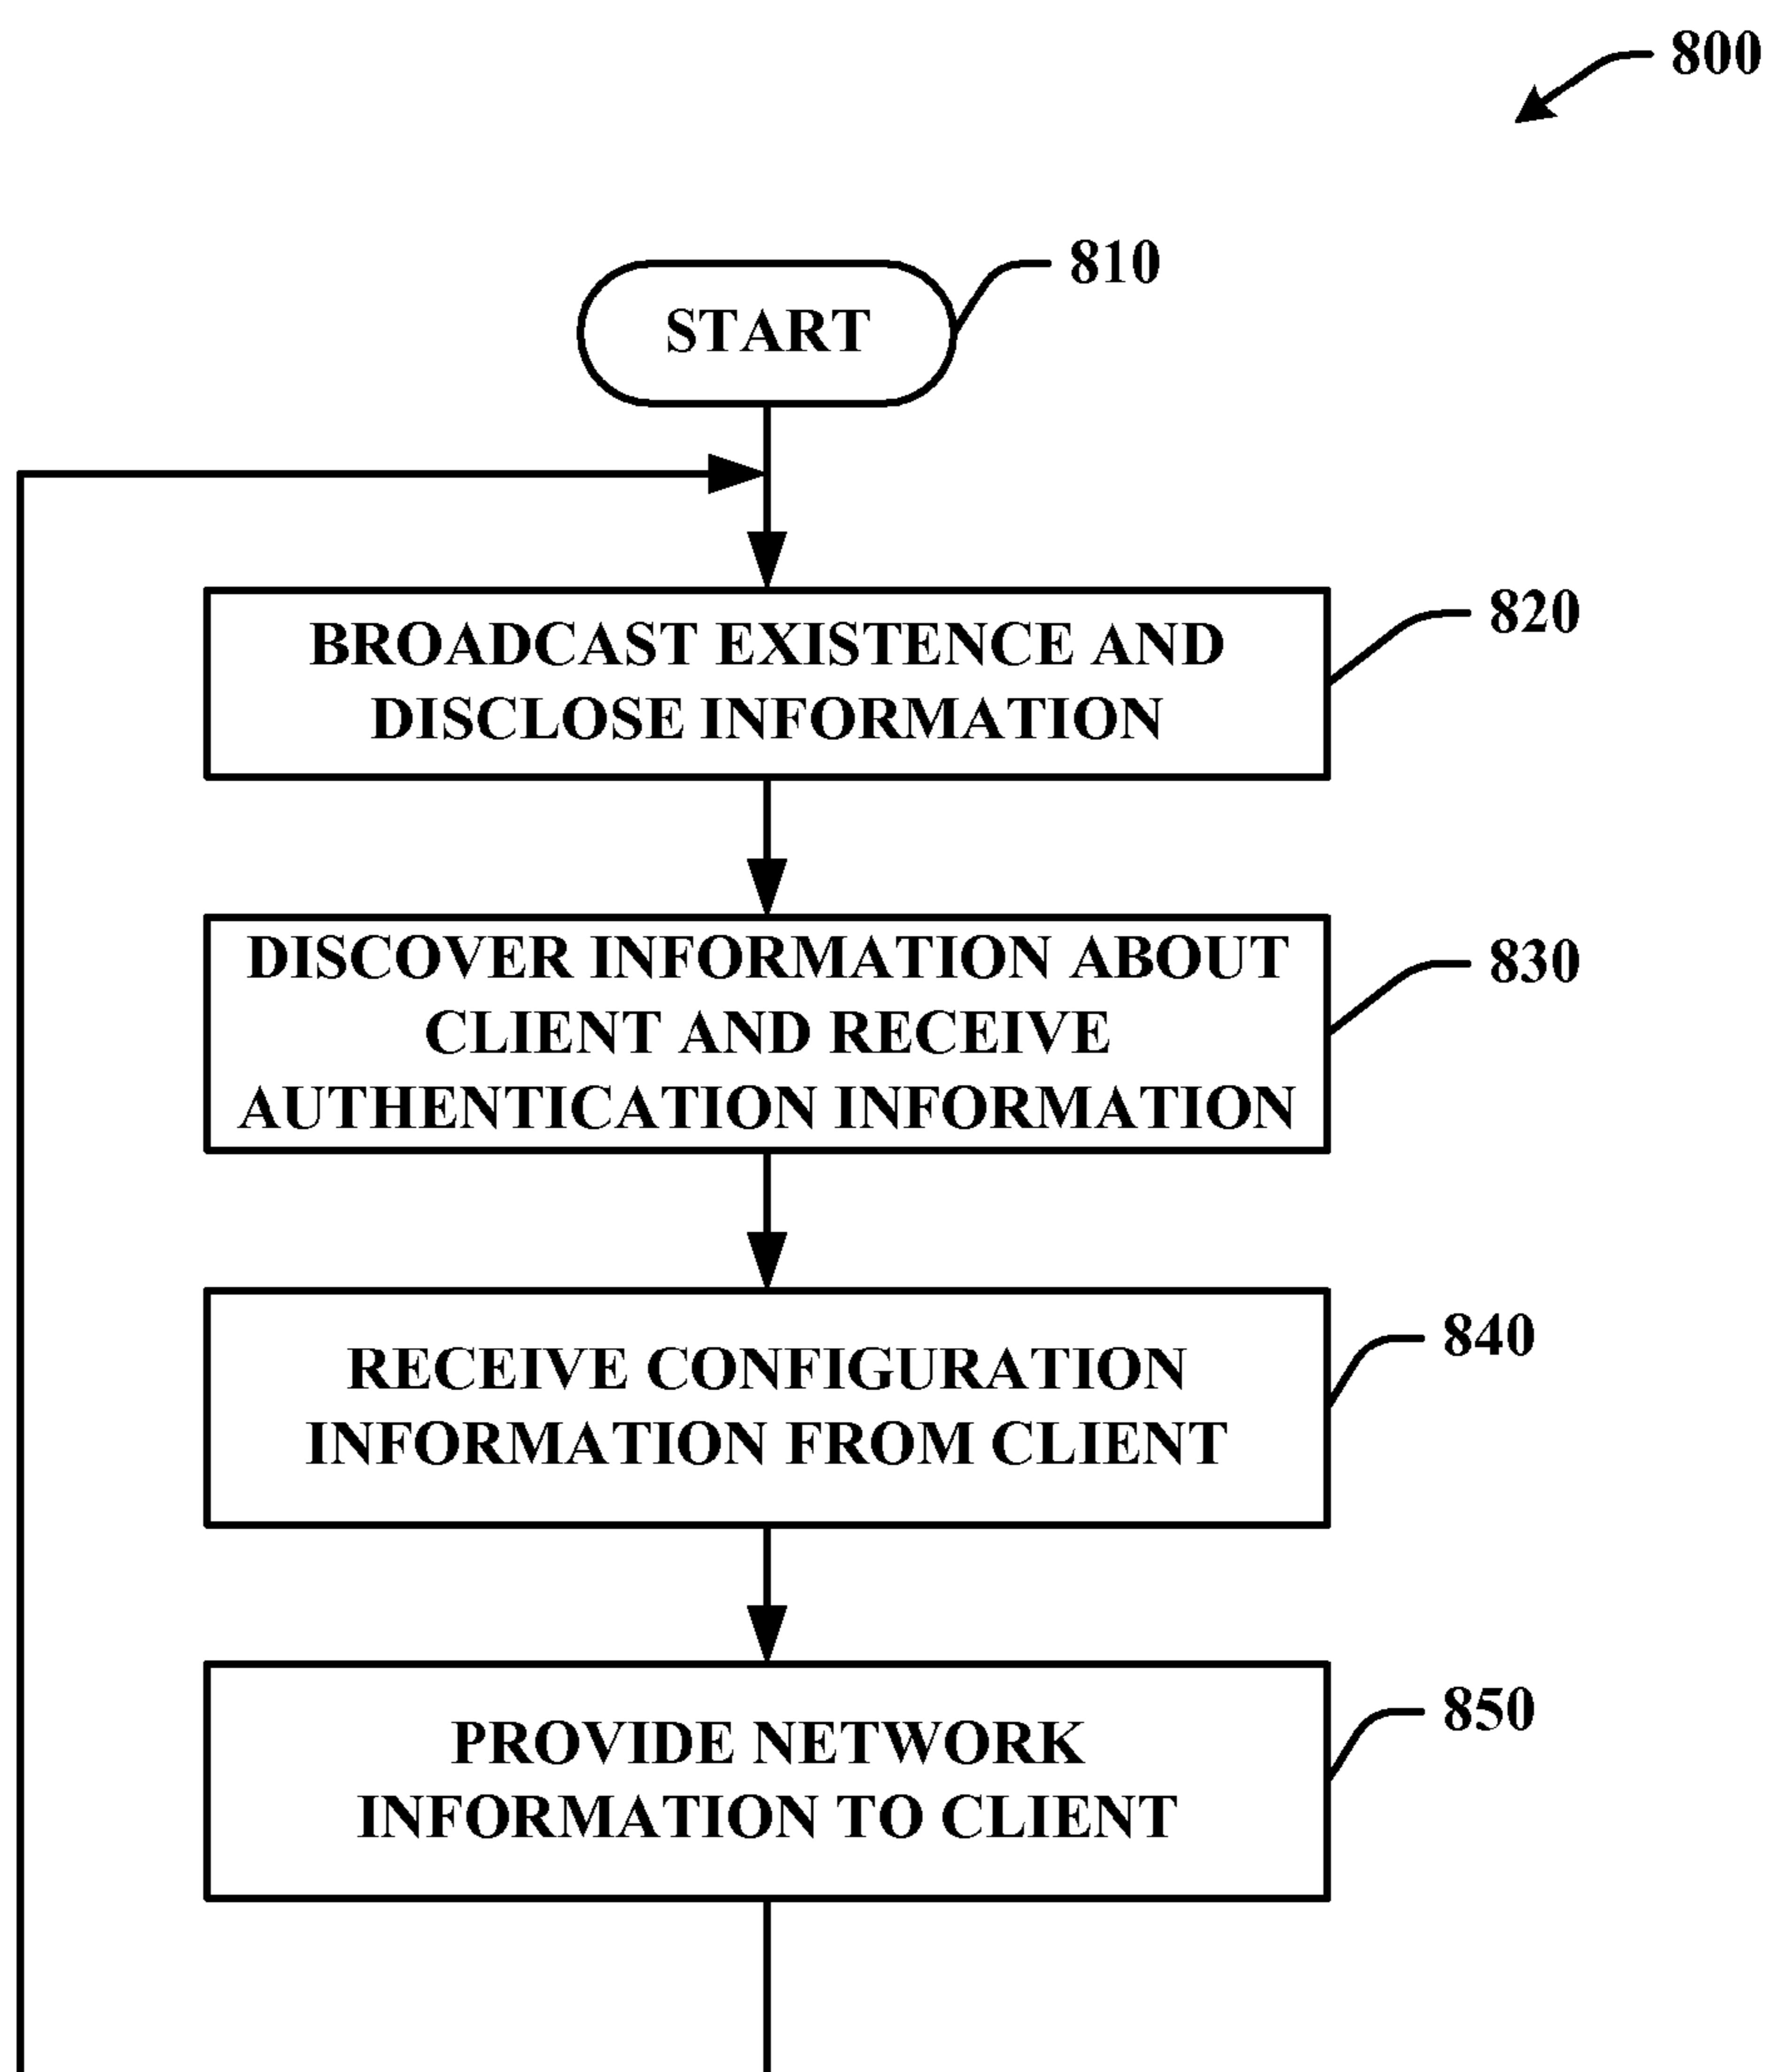 800
START
810
BROADCAST EXISTENCE AND
DISCLOSE INFORMATION
820
DISCOVER INFORMATION ABOUT
CLIENT AND RECEIVE
AUTHENTICATION INFORMATION
830
RECEIVE CONFIGURATION
INFORMATION FROM CLIENT
840
PROVIDE NETWORK
INFORMATION TO CLIENT
850